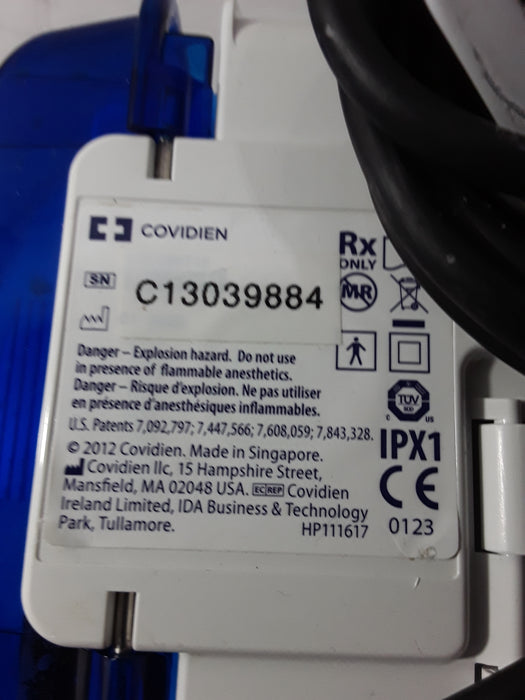 COVIDIEN
Rx
ONLY
SN
C13039884
MR
Danger – Explosion hazard. Do not use
in presence of flammable anesthetics.
Danger – Risque d'explosion. Ne pas utiliser
en présence d'anesthésiques inflammables.
U.S. Patents 7,092,797; 7,447,566; 7,608,059; 7,843,328.
TUV
C US
IPX1
© 2012 Covidien. Made in Singapore.
Covidien llc, 15 Hampshire Street,
Mansfield, MA 02048 USA. EC REP Covidien
Ireland Limited, IDA Business & Technology
Park, Tullamore.
HP111617
CE
0123